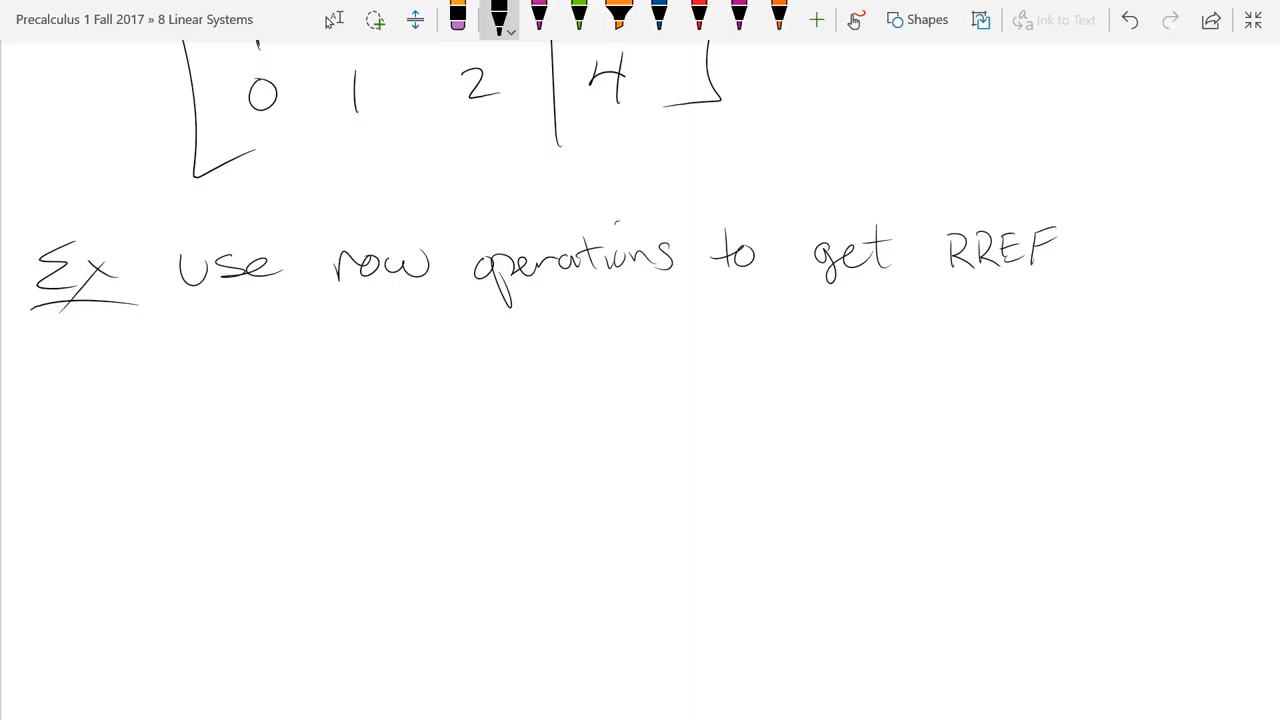 Precalculus 1 Fall 2017 » 8 Linear Systems
Shapes
Ink to Text
0 1 2 | 4
Ex use row operations to get RREF